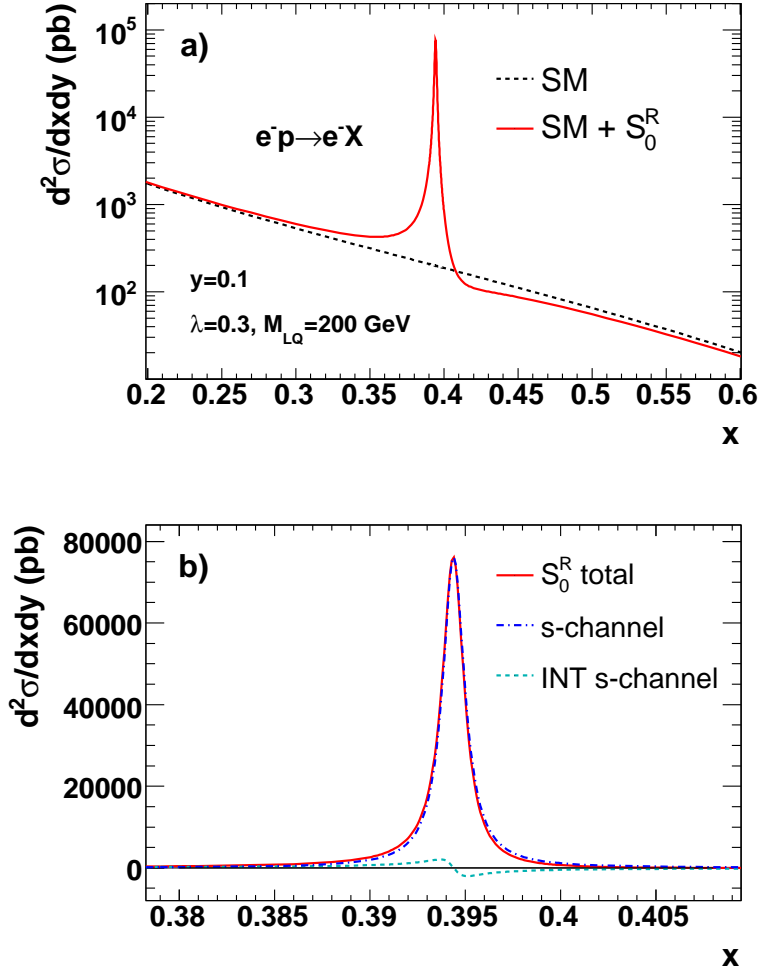 a)
d²σ/dxdy (pb)
10⁵
10⁴
10³
10²
SM
SM + S₀ᴿ
e⁻p→e⁻X
y=0.1
λ=0.3, M_LQ=200 GeV
0.2 0.25 0.3 0.35 0.4 0.45 0.5 0.55 0.6
x
b)
d²σ/dxdy (pb)
80000
60000
40000
20000
0
S₀ᴿ total
s-channel
INT s-channel
0.38 0.385 0.39 0.395 0.4 0.405
x